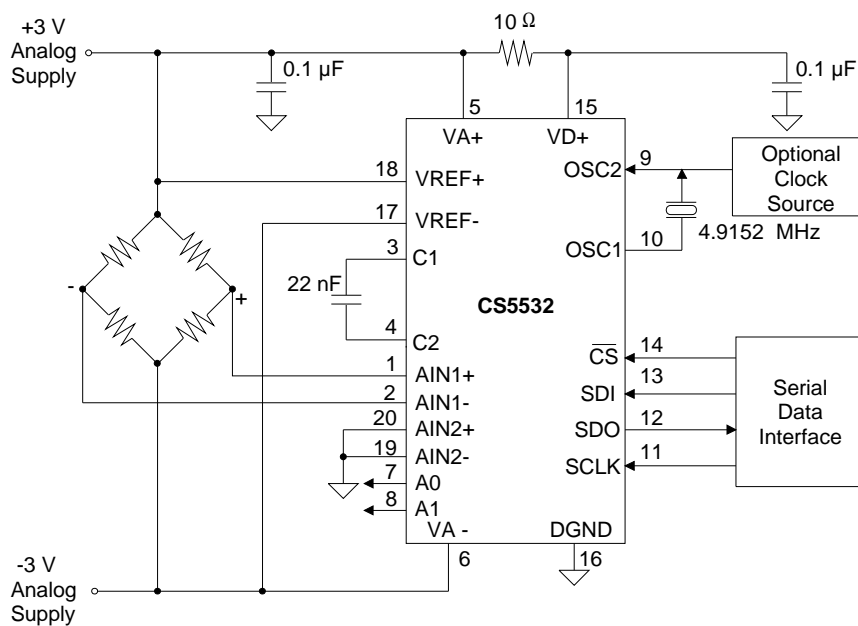 +3 V
Analog
Supply
10 Ω
0.1 µF
0.1 µF
5
15
VA+
VD+
18
VREF+
17
VREF-
3
C1
22 nF
4
C2
1
AIN1+
2
AIN1-
20
AIN2+
19
AIN2-
7
A0
8
A1
VA -
6
DGND
16
CS5532
OSC2
9
Optional
Clock
Source
4.9152 MHz
OSC1
10
CS
14
SDI
13
SDO
12
SCLK
11
Serial
Data
Interface
-
+
-3 V
Analog
Supply